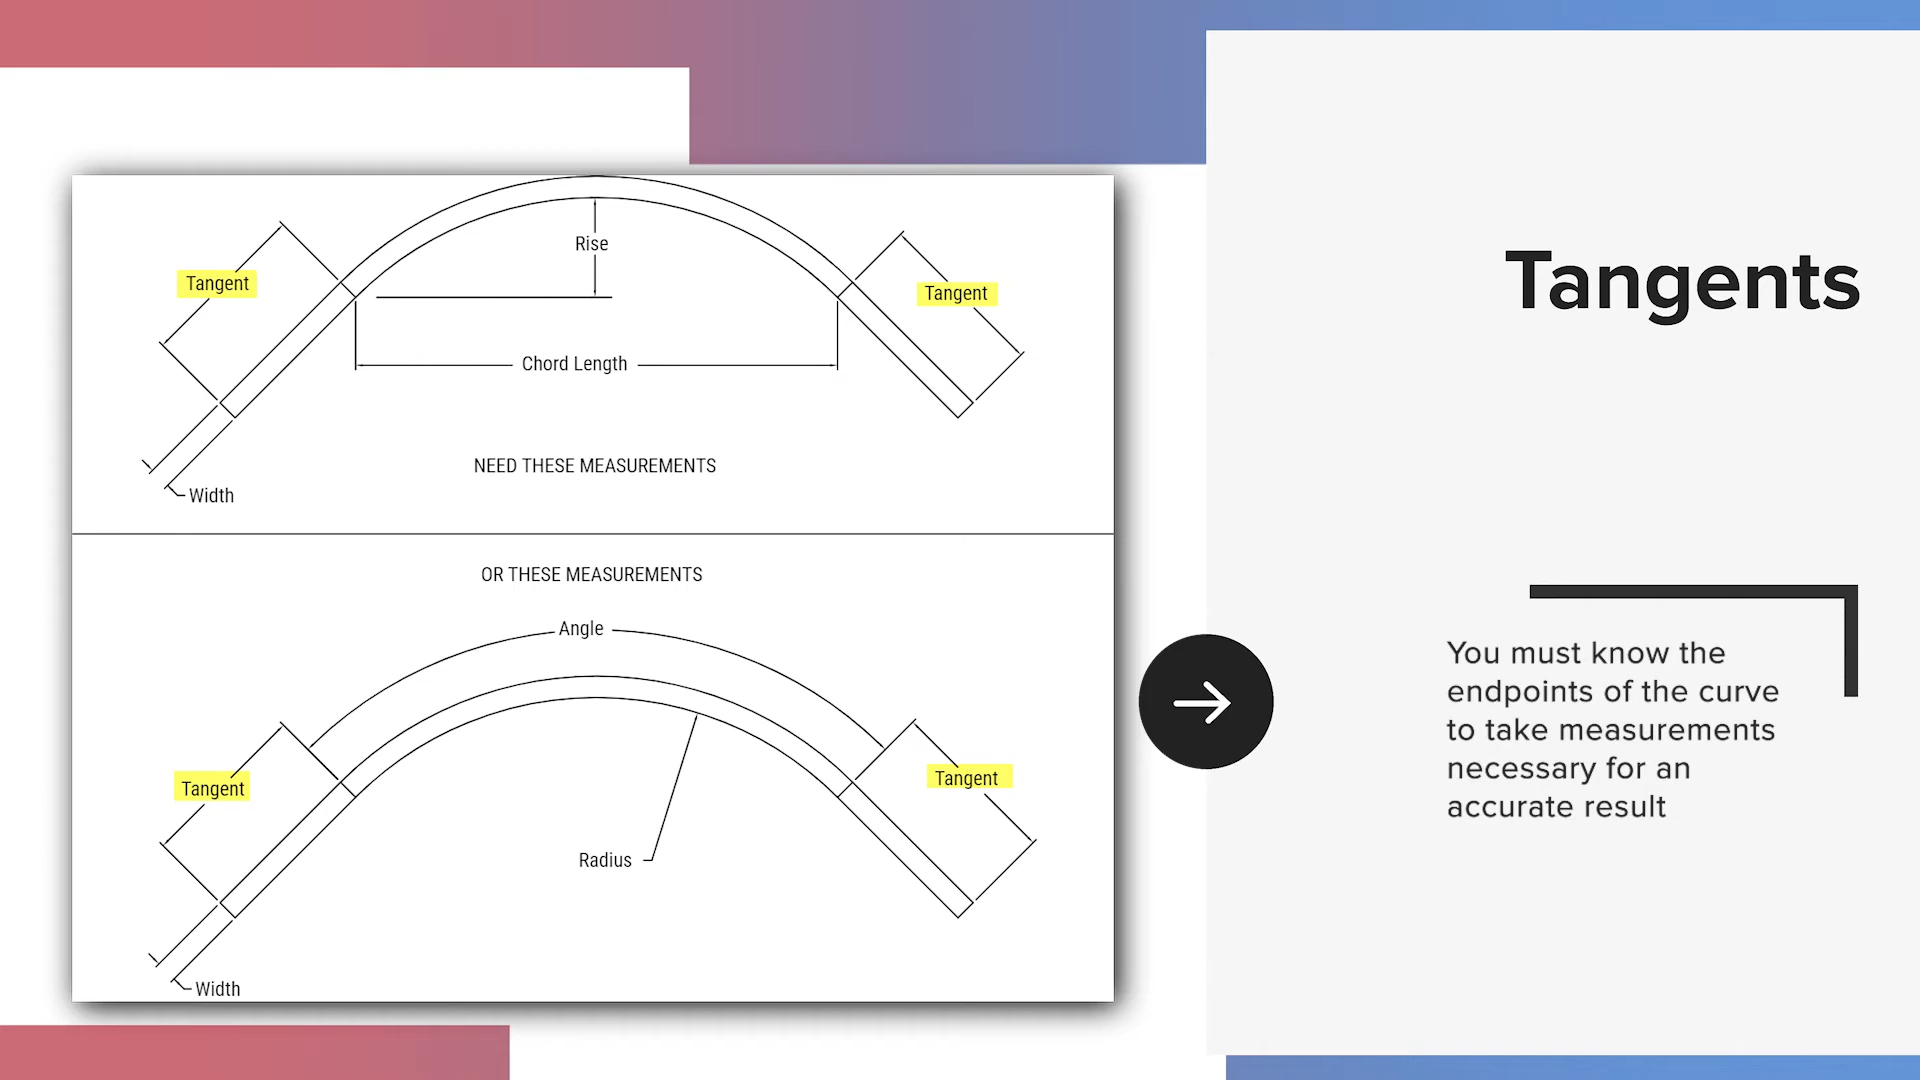 Tangent
Rise
Tangent
Chord Length
NEED THESE MEASUREMENTS
Width
OR THESE MEASUREMENTS
Angle
Tangent
Tangent
Radius
Width
Tangents
You must know the
endpoints of the curve
to take measurements
necessary for an
accurate result